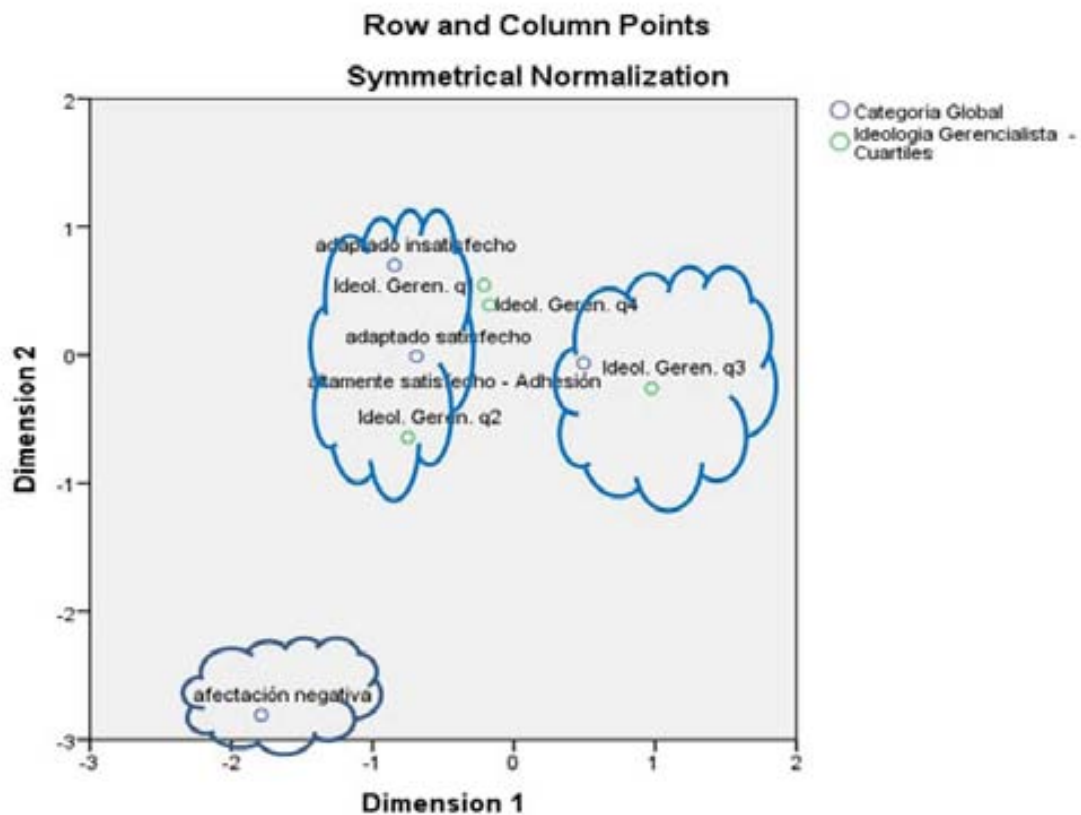 Row and Column Points
Symmetrical Normalization
Categoria Global
Ideologia Gerencialista -
Cuartiles
2
1
0
-1
-2
-3
Dimension 2
adaptado insatisfecho
Ideol. Geren. q1
Ideol. Geren. q4
adaptado satisfecho
Ideol. Geren. q3
altamente satisfecho - Adhesión
Ideol. Geren. q2
afectación negativa
-3
-2
-1
0
1
2
Dimension 1